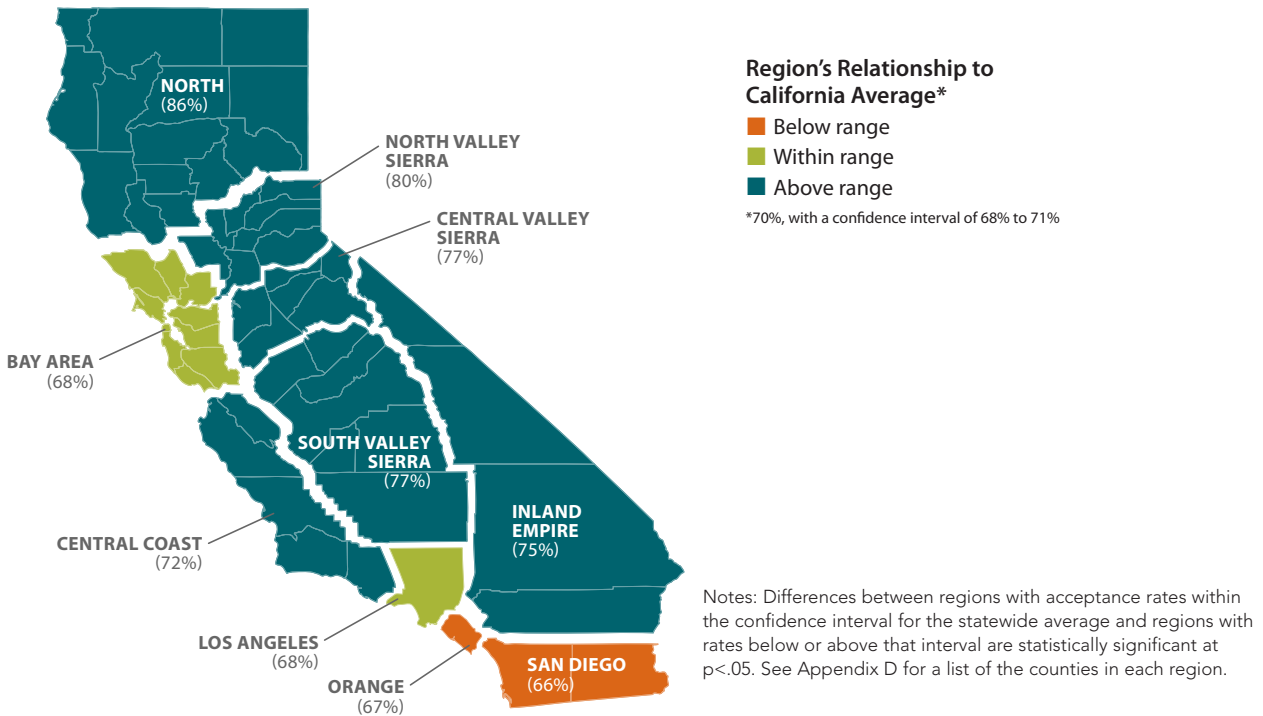 NORTH
(86%)
NORTH VALLEY
SIERRA
(80%)
CENTRAL VALLEY
SIERRA
(77%)
BAY AREA
(68%)
SOUTH VALLEY
SIERRA
(77%)
INLAND
EMPIRE
(75%)
CENTRAL COAST
(72%)
LOS ANGELES
(68%)
ORANGE
(67%)
SAN DIEGO
(66%)
Region's Relationship to
California Average*
Below range
Within range
Above range
*70%, with a confidence interval of 68% to 71%
Notes: Differences between regions with acceptance rates within
the confidence interval for the statewide average and regions with
rates below or above that interval are statistically significant at
p<.05. See Appendix D for a list of the counties in each region.